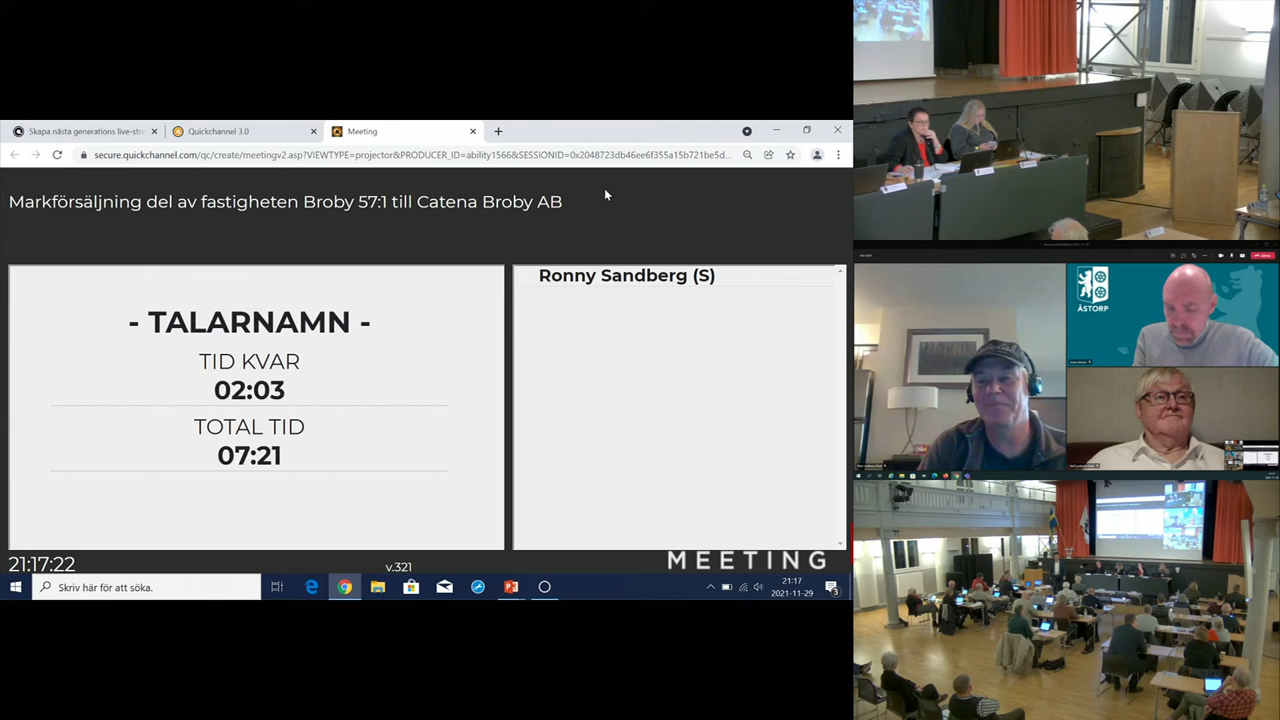 Skapa nästa generations live-stre
Quickchannel 3.0
Meeting
secure.quickchannel.com/qc/create/meetingv2.asp?VIEWTYPE=projector&PRODUCER_ID=ability1566&SESSIONID=0x2048723db46ee6f355a15b721be5d...
Markförsäljning del av fastigheten Broby 57:1 till Catena Broby AB
Ronny Sandberg (S)
- TALARNAMN -
TID KVAR
02:03
TOTAL TID
07:21
21:17:22
v.321
MEETING
Skriv här för att söka.
21:17
2021-11-29
3
ÅSTORP